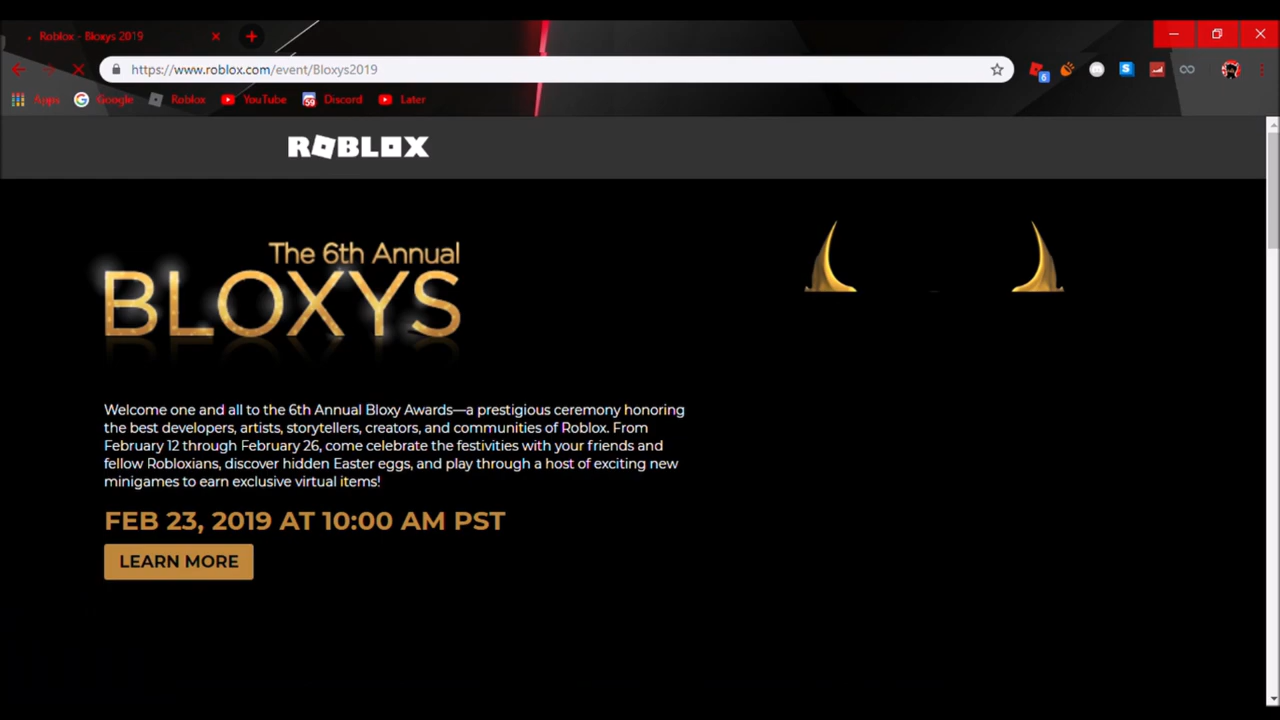 Roblox - Bloxys 2019
https://www.roblox.com/event/Bloxys2019
6
S
Apps Google Roblox YouTube 59 Discord Later
ROBLOX
The 6th Annual
BLOXYS
Welcome one and all to the 6th Annual Bloxy Awards—a prestigious ceremony honoring
the best developers, artists, storytellers, creators, and communities of Roblox. From
February 12 through February 26, come celebrate the festivities with your friends and
fellow Robloxians, discover hidden Easter eggs, and play through a host of exciting new
minigames to earn exclusive virtual items!
FEB 23, 2019 AT 10:00 AM PST
LEARN MORE